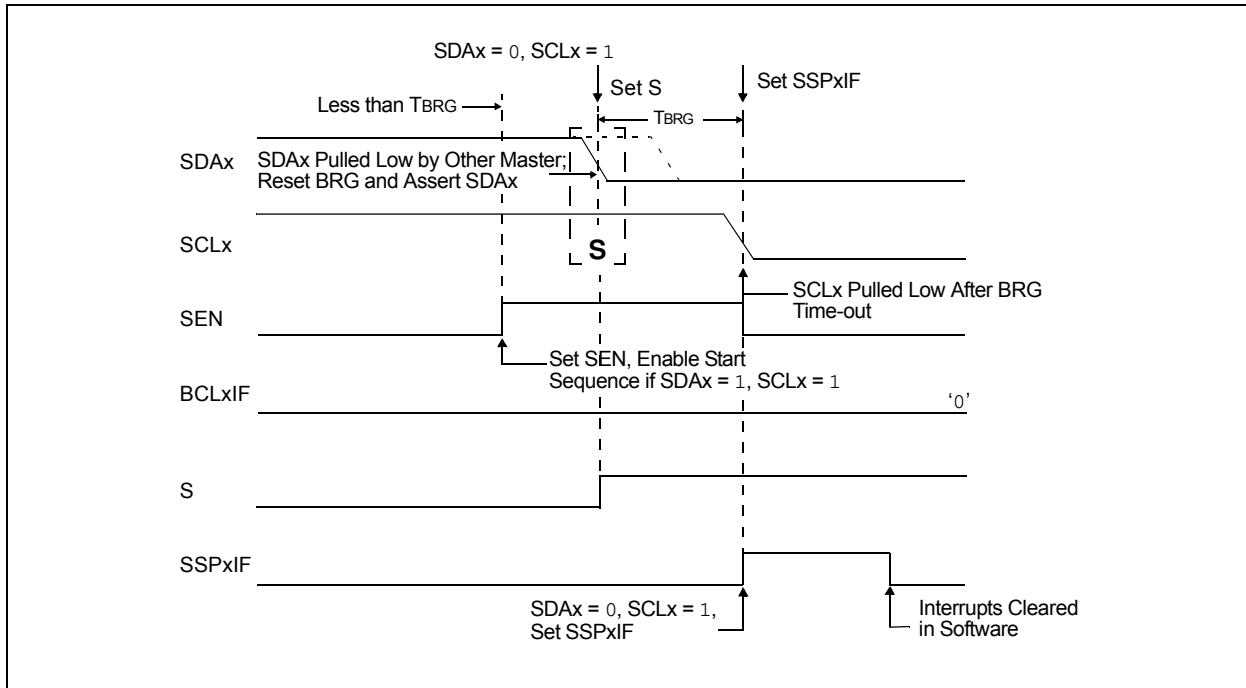 SDAx = 0, SCLx = 1
Set S
Set SSPxIF
Less than TBRG
TBRG
SDAx
SDAx Pulled Low by Other Master;
Reset BRG and Assert SDAx
SCLx
S
SCLx Pulled Low After BRG
Time-out
SEN
Set SEN, Enable Start
Sequence if SDAx = 1, SCLx = 1
BCLxIF
‘0’
S
SSPxIF
SDAx = 0, SCLx = 1,
Set SSPxIF
Interrupts Cleared
in Software